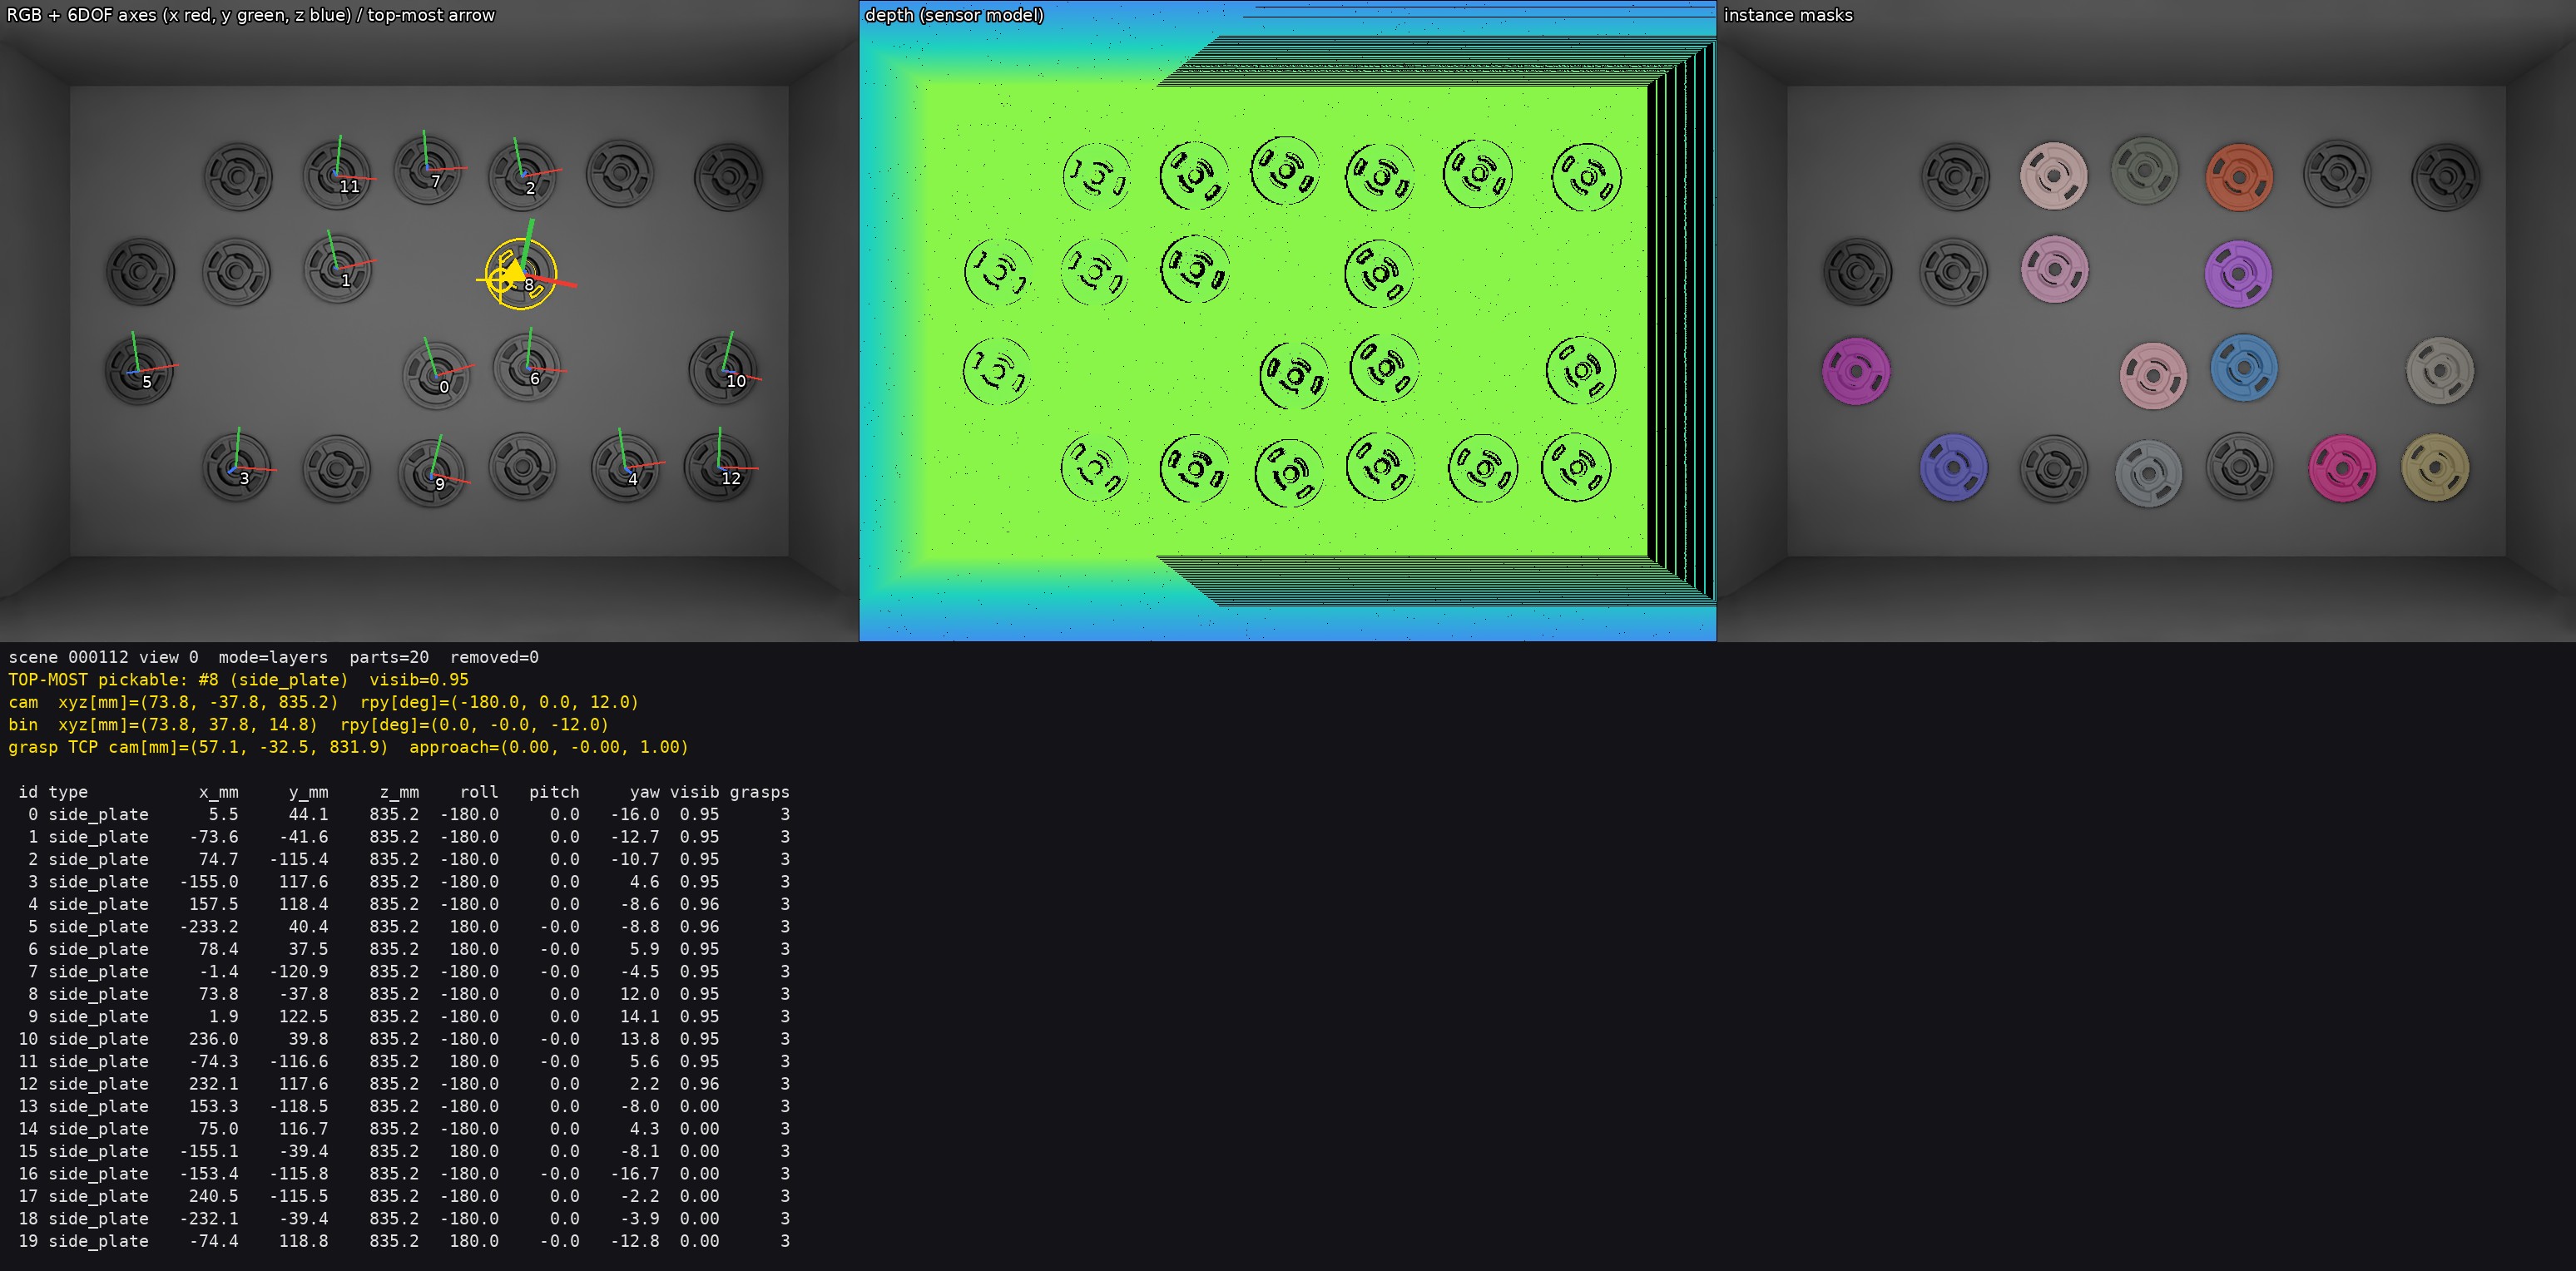 RGB + 6DOF axes (x red, y green, z blue) / top-most arrow
depth (sensor model)
instance masks
11
7
2
1
8
5
0
6
10
3
9
4
12
scene 000112 view 0  mode=layers  parts=20  removed=0
TOP-MOST pickable: #8 (side_plate)  visib=0.95
cam  xyz[mm]=(73.8, -37.8, 835.2)  rpy[deg]=(-180.0, 0.0, 12.0)
bin  xyz[mm]=(73.8, 37.8, 14.8)  rpy[deg]=(0.0, -0.0, -12.0)
grasp TCP cam[mm]=(57.1, -32.5, 831.9)  approach=(0.00, -0.00, 1.00)
id type x_mm y_mm z_mm roll pitch yaw visib grasps
0 side_plate 5.5 44.1 835.2 -180.0 0.0 -16.0 0.95 3
1 side_plate -73.6 -41.6 835.2 -180.0 0.0 -12.7 0.95 3
2 side_plate 74.7 -115.4 835.2 -180.0 0.0 -10.7 0.95 3
3 side_plate -155.0 117.6 835.2 -180.0 0.0 4.6 0.95 3
4 side_plate 157.5 118.4 835.2 -180.0 0.0 -8.6 0.96 3
5 side_plate -233.2 40.4 835.2 180.0 -0.0 -8.8 0.96 3
6 side_plate 78.4 37.5 835.2 180.0 -0.0 5.9 0.95 3
7 side_plate -1.4 -120.9 835.2 -180.0 -0.0 -4.5 0.95 3
8 side_plate 73.8 -37.8 835.2 -180.0 0.0 12.0 0.95 3
9 side_plate 1.9 122.5 835.2 -180.0 0.0 14.1 0.95 3
10 side_plate 236.0 39.8 835.2 -180.0 -0.0 13.8 0.95 3
11 side_plate -74.3 -116.6 835.2 180.0 -0.0 5.6 0.95 3
12 side_plate 232.1 117.6 835.2 -180.0 0.0 2.2 0.96 3
13 side_plate 153.3 -118.5 835.2 -180.0 0.0 -8.0 0.00 3
14 side_plate 75.0 116.7 835.2 -180.0 0.0 4.3 0.00 3
15 side_plate -155.1 -39.4 835.2 180.0 0.0 -8.1 0.00 3
16 side_plate -153.4 -115.8 835.2 -180.0 -0.0 -16.7 0.00 3
17 side_plate 240.5 -115.5 835.2 -180.0 0.0 -2.2 0.00 3
18 side_plate -232.1 -39.4 835.2 -180.0 0.0 -3.9 0.00 3
19 side_plate -74.4 118.8 835.2 180.0 -0.0 -12.8 0.00 3